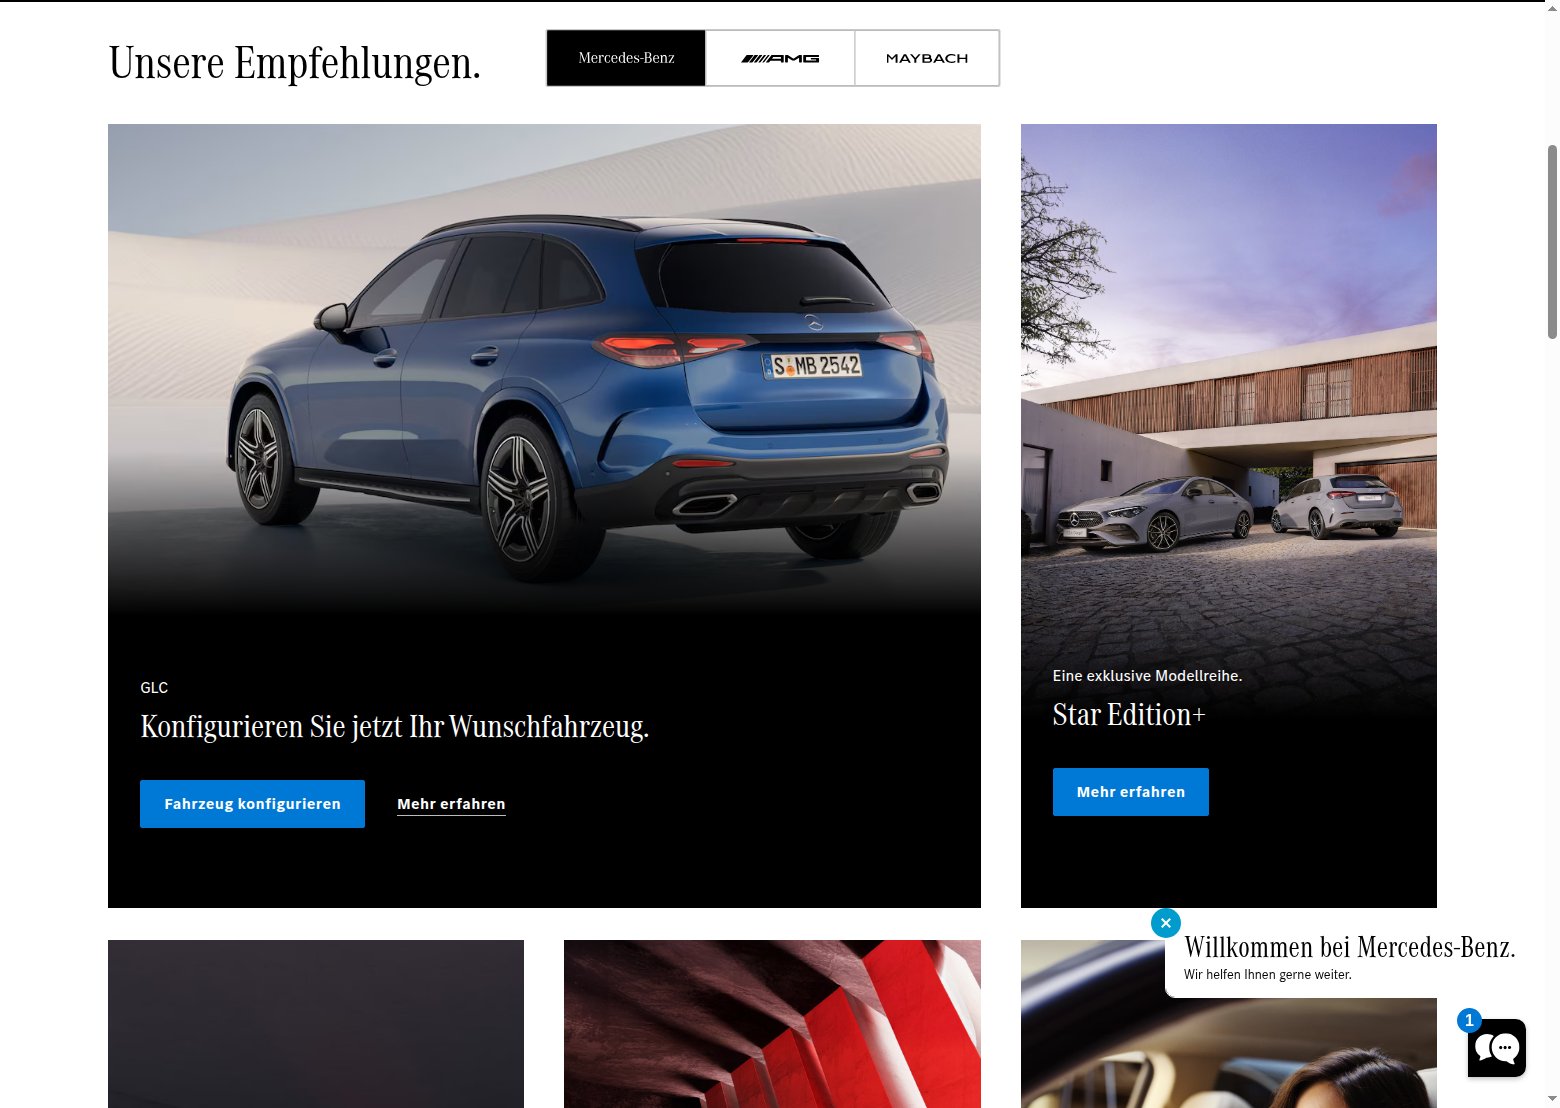 Unsere Empfehlungen.
Mercedes-Benz
AMG
MAYBACH
S MB 2542
GLC
Konfigurieren Sie jetzt Ihr Wunschfahrzeug.
Fahrzeug konfigurieren
Mehr erfahren
Eine exklusive Modellreihe.
Star Edition+
Mehr erfahren
Willkommen bei Mercedes-Benz.
Wir helfen Ihnen gerne weiter.
1